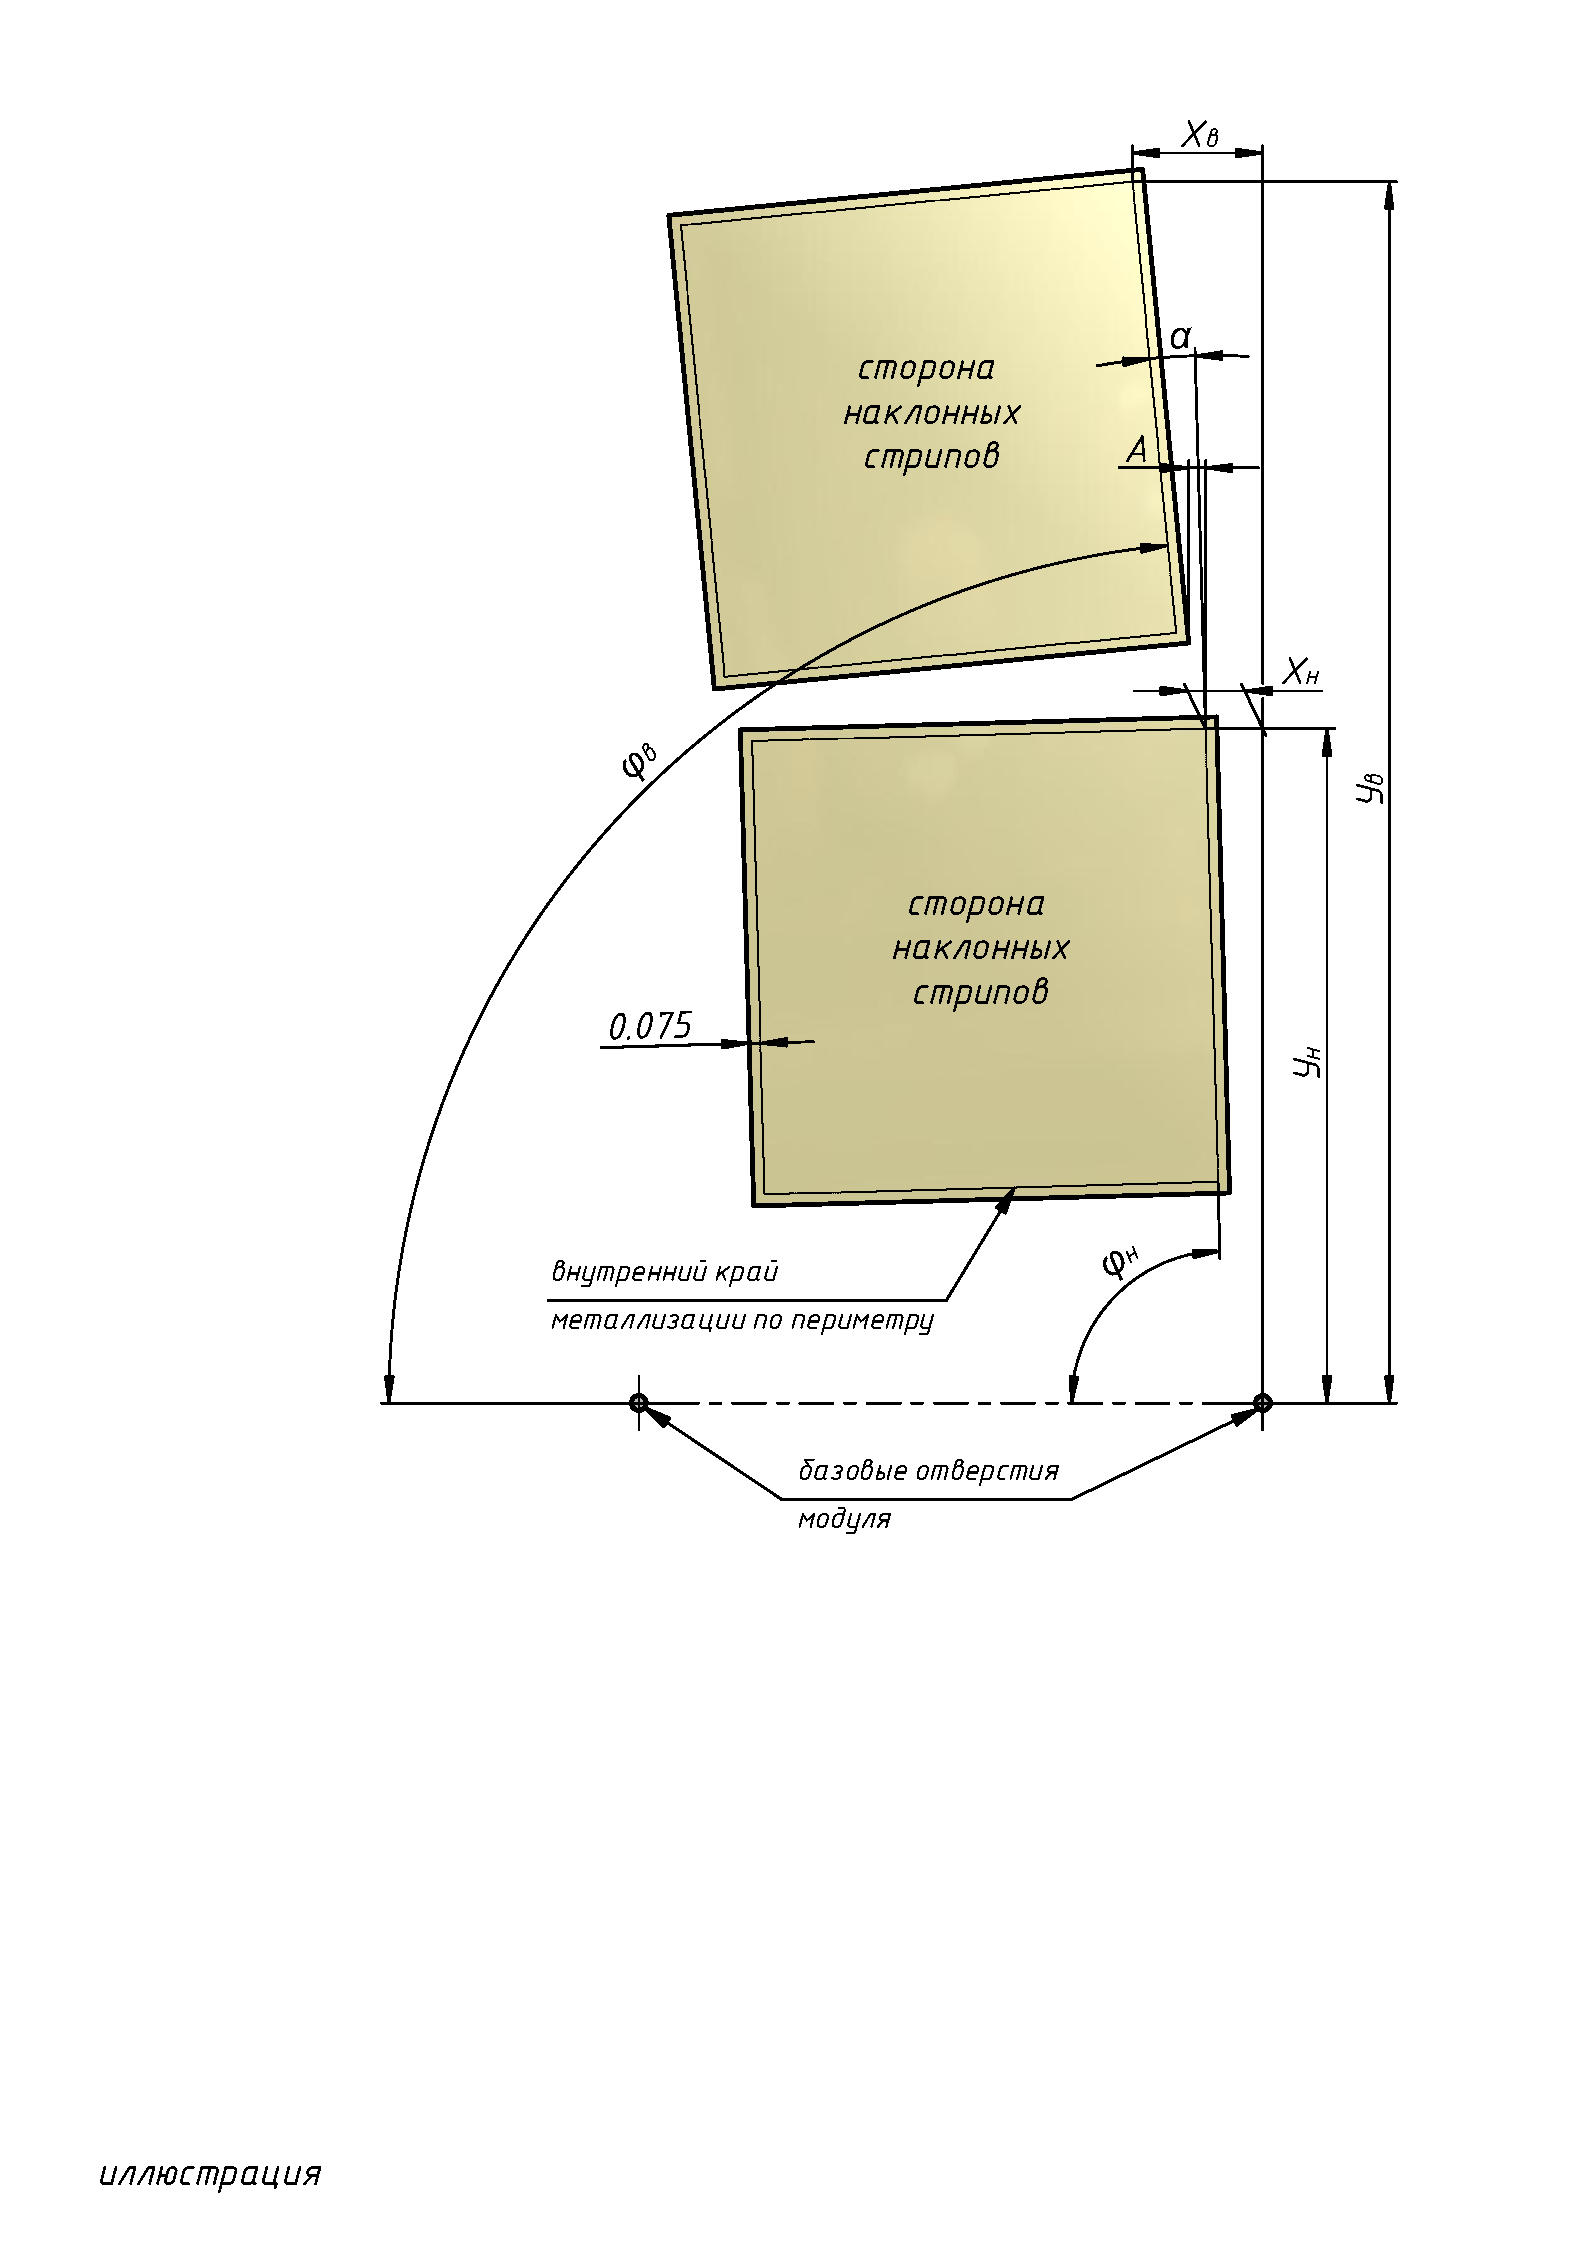 Xв
α
сторона
наклонных
стрипов
A
Xн
φв
Yв
сторона
наклонных
стрипов
0.075
Yн
φн
внутренний край
металлизации по периметру
базовые отверстия
модуля
иллюстрация